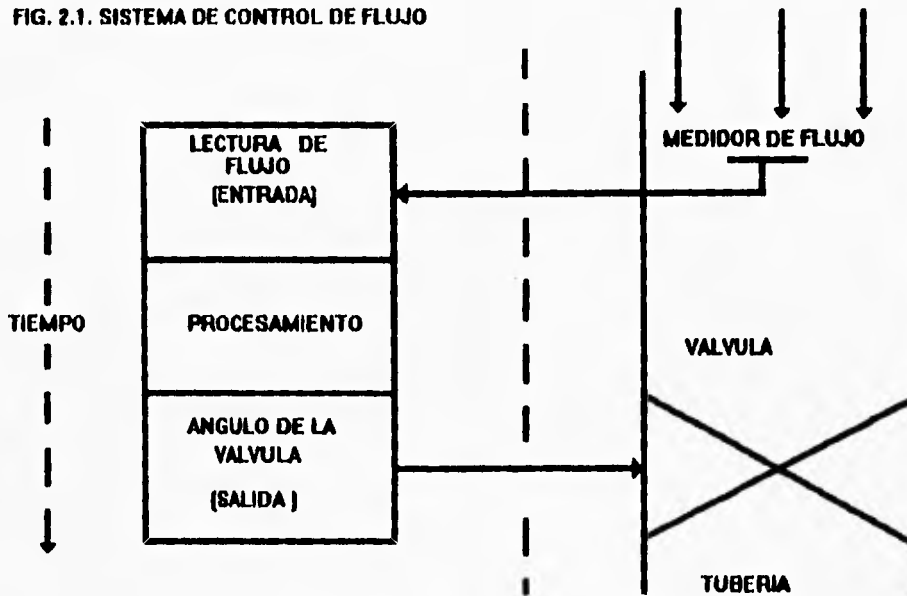 FIG. 2.1. SISTEMA DE CONTROL DE FLUJO
MEDIDOR DE FLUJO
LECTURA DE
FLUJO
(ENTRADA)
TIEMPO
PROCESAMIENTO
VALVULA
ANGULO DE LA
VALVULA
(SALIDA )
TUBERIA